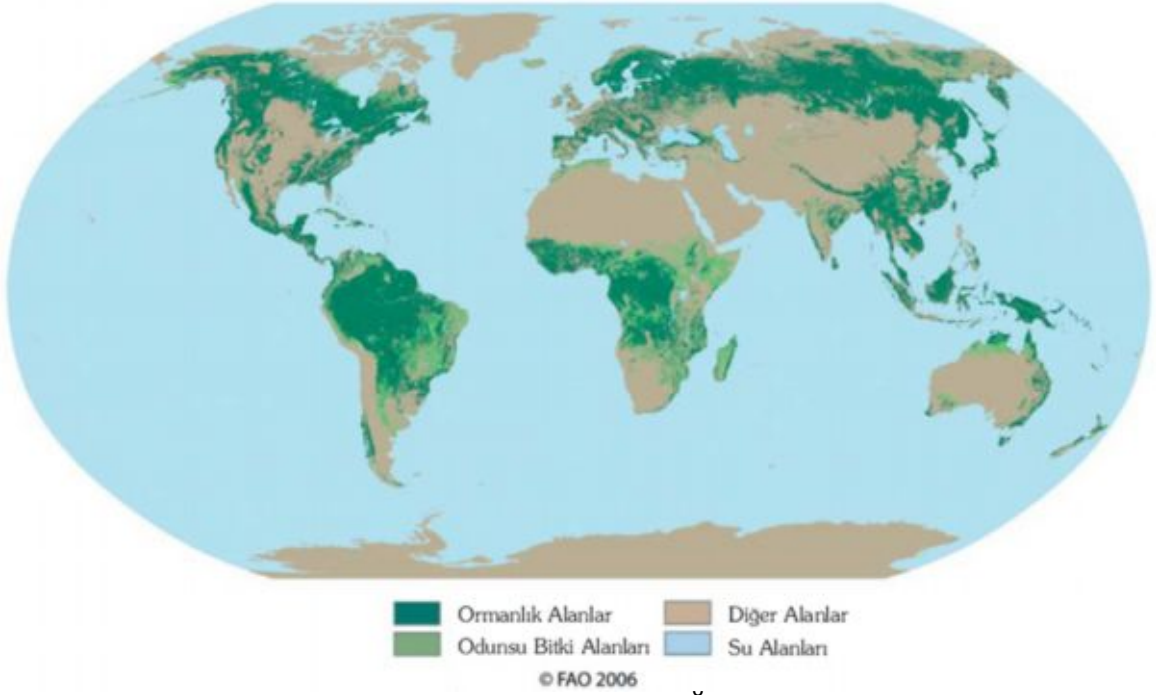 Ormanlık Alanlar
Diğer Alanlar
Odunsu Bitki Alanları
Su Alanları
© FAO 2006